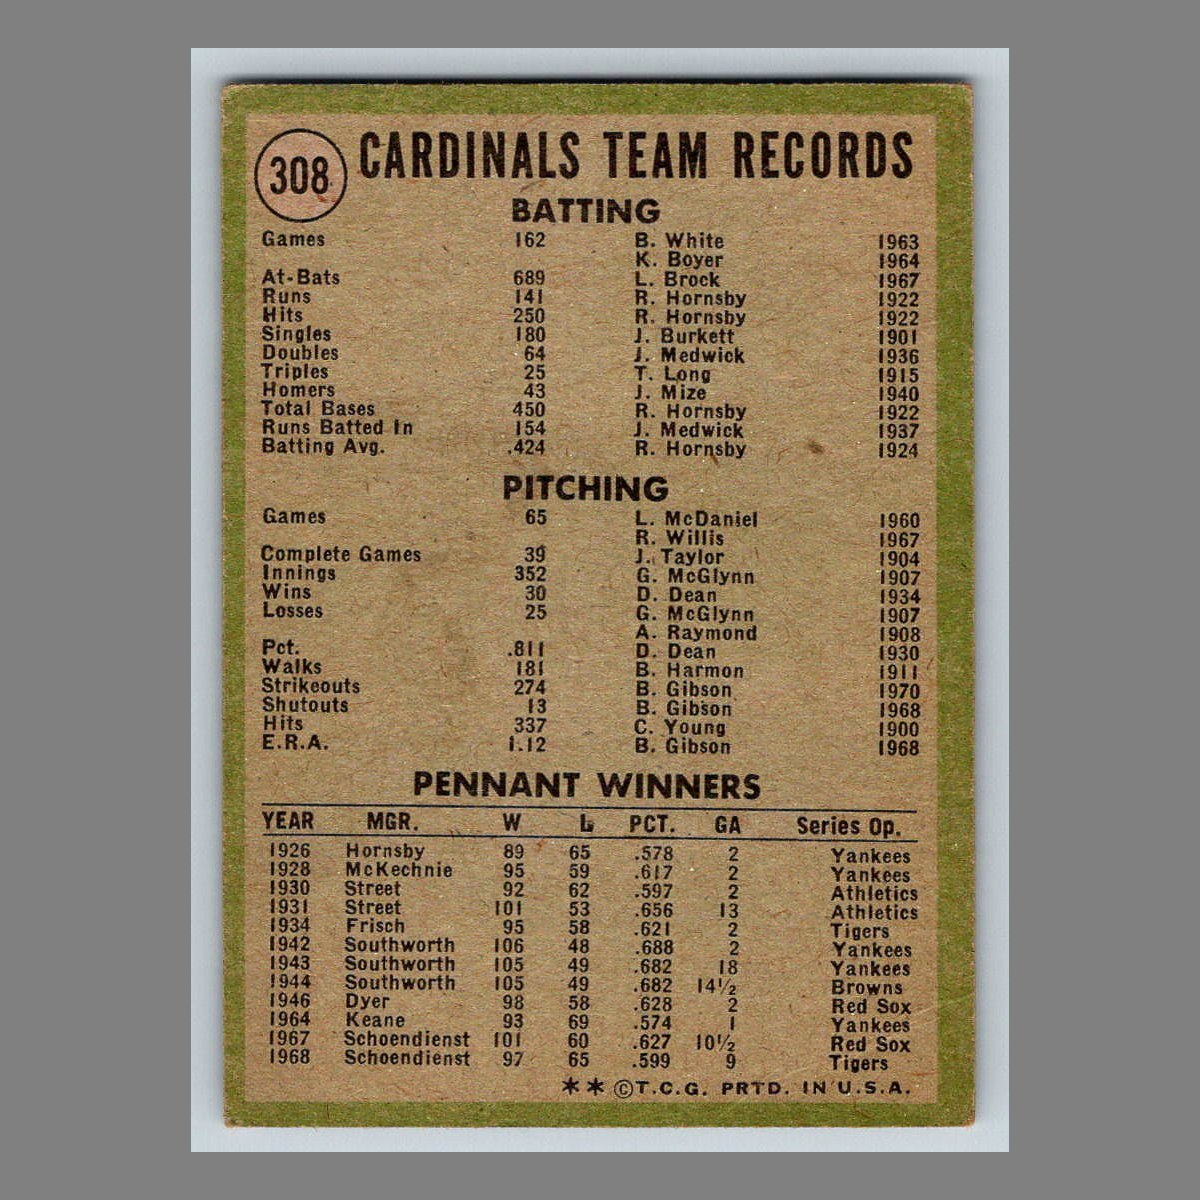 308 CARDINALS TEAM RECORDS
BATTING
Games 162 B. White 1963
K. Boyer 1964
At-Bats 689 L. Brock 1967
Runs 141 R. Hornsby 1922
Hits 250 R. Hornsby 1922
Singles 180 J. Burkett 1901
Doubles 64 J. Medwick 1936
Triples 25 T. Long 1915
Homers 43 J. Mize 1940
Total Bases 450 R. Hornsby 1922
Runs Batted In 154 J. Medwick 1937
Batting Avg. .424 R. Hornsby 1924
PITCHING
Games 65 L. McDaniel 1960
R. Willis 1967
Complete Games 39 J. Taylor 1904
Innings 352 G. McGlynn 1907
Wins 30 D. Dean 1934
Losses 25 G. McGlynn 1907
A. Raymond 1908
Pct. .811 D. Dean 1930
Walks 181 B. Harmon 1911
Strikeouts 274 B. Gibson 1970
Shutouts 13 B. Gibson 1968
Hits 337 C. Young 1900
E.R.A. 1.12 B. Gibson 1968
PENNANT WINNERS
YEAR MGR. W L PCT. GA Series Op.
1926 Hornsby 89 65 .578 2 Yankees
1928 McKechnie 95 59 .617 2 Yankees
1930 Street 92 62 .597 2 Athletics
1931 Street 101 53 .656 13 Athletics
1934 Frisch 95 58 .621 2 Tigers
1942 Southworth 106 48 .688 2 Yankees
1943 Southworth 105 49 .682 18 Yankees
1944 Southworth 105 49 .682 14½ Browns
1946 Dyer 98 58 .628 2 Red Sox
1964 Keane 93 69 .574 1 Yankees
1967 Schoendienst 101 60 .627 10½ Red Sox
1968 Schoendienst 97 65 .599 9 Tigers
** ©T.C.G. PRTD. IN U.S.A.